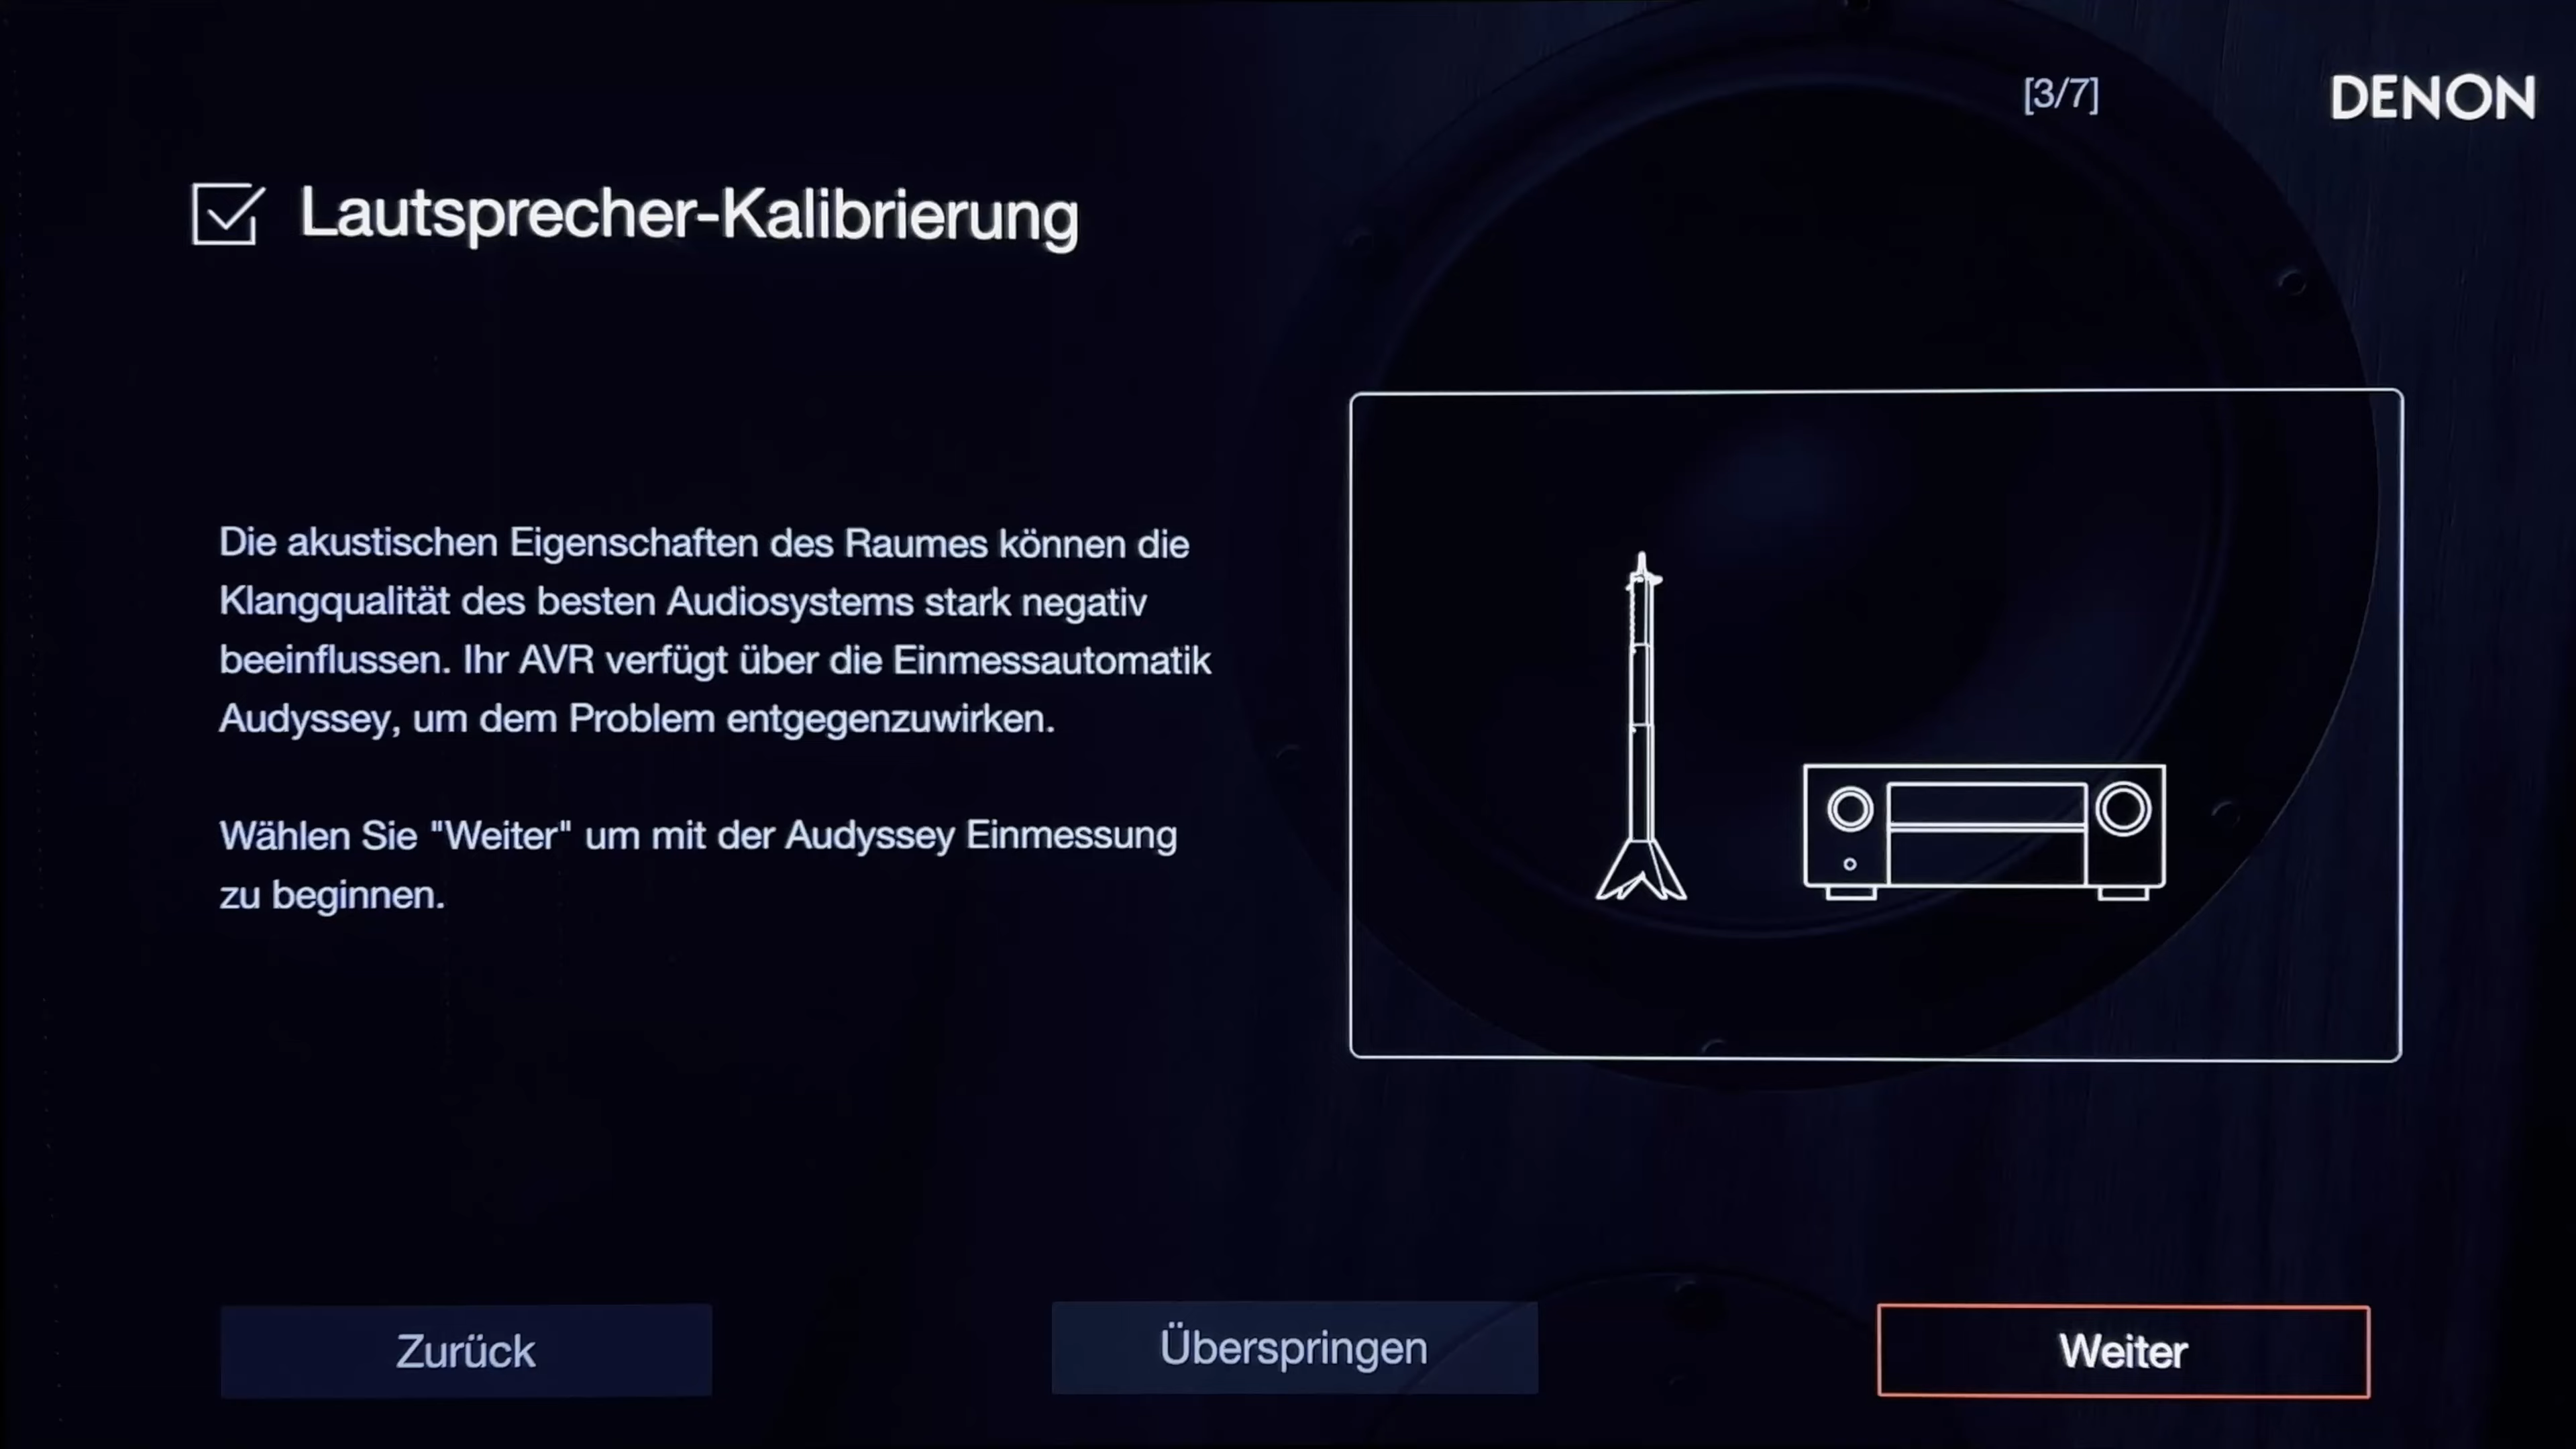 [3/7]
DENON
Lautsprecher-Kalibrierung
Die akustischen Eigenschaften des Raumes können die
Klangqualität des besten Audiosystems stark negativ
beeinflussen. Ihr AVR verfügt über die Einmessautomatik
Audyssey, um dem Problem entgegenzuwirken.
Wählen Sie "Weiter" um mit der Audyssey Einmessung
zu beginnen.
Zurück
Überspringen
Weiter